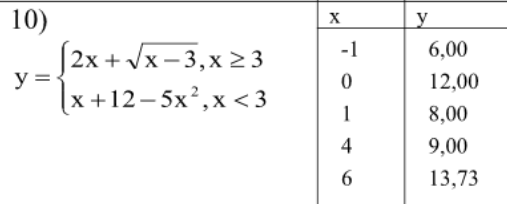 10)
y = { 2x + √(x − 3), x ≥ 3
x + 12 − 5x², x < 3
x y
-1 6,00
0 12,00
1 8,00
4 9,00
6 13,73